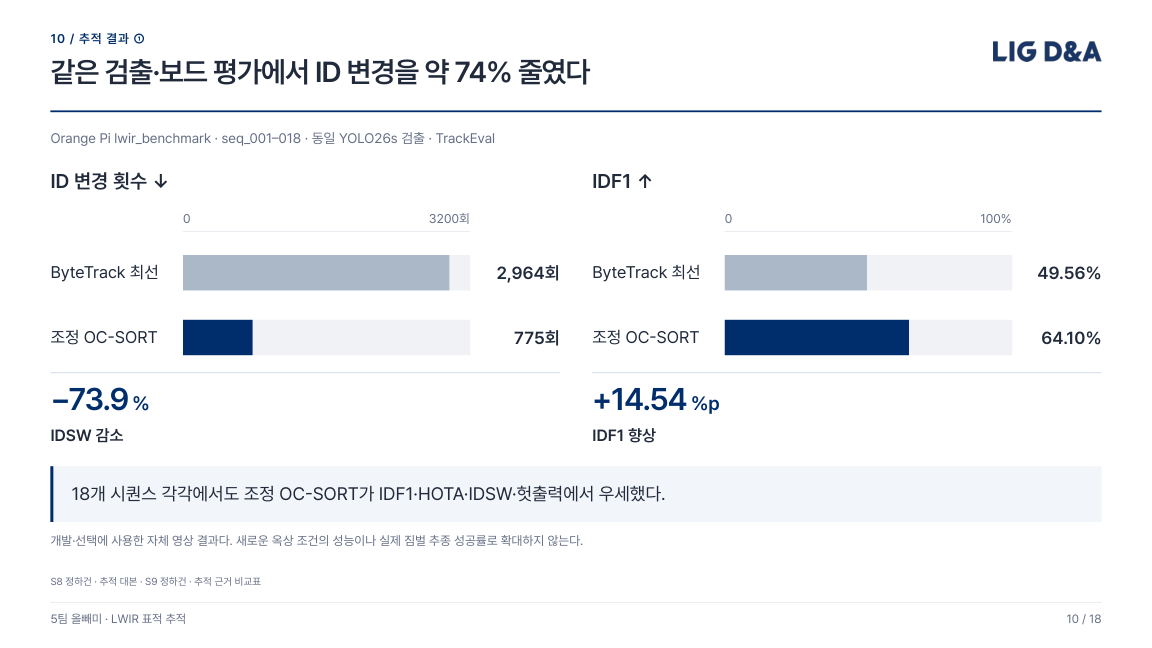 10 / 추적 결과 ①
같은 검출·보드 평가에서 ID 변경을 약 74% 줄였다
LIG D&A
Orange Pi lwir_benchmark · seq_001–018 · 동일 YOLO26s 검출 · TrackEval
ID 변경 횟수 ↓
0 3200회
ByteTrack 최선 2,964회
조정 OC-SORT 775회
−73.9 %
IDSW 감소
IDF1 ↑
0 100%
ByteTrack 최선 49.56%
조정 OC-SORT 64.10%
+14.54 %p
IDF1 향상
18개 시퀀스 각각에서도 조정 OC-SORT가 IDF1·HOTA·IDSW·헛출력에서 우세했다.
개발·선택에 사용한 자체 영상 결과다. 새로운 옥상 조건의 성능이나 실제 짐벌 추종 성공률로 확대하지 않는다.
S8 정하건 · 추적 대본 · S9 정하건 · 추적 근거 비교표
5팀 올빼미 · LWIR 표적 추적
10 / 18